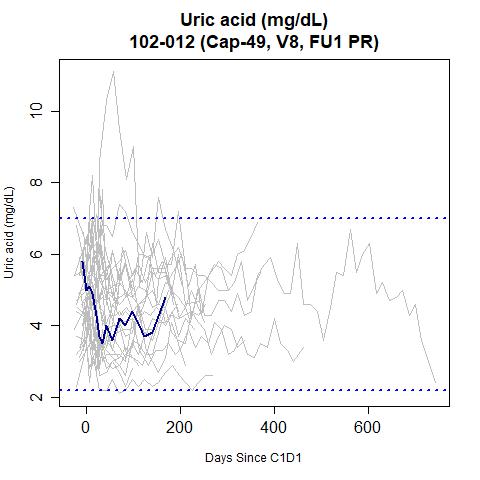 Uric acid (mg/dL)
102-012 (Cap-49, V8, FU1 PR)
Uric acid (mg/dL)
10
8
6
4
2
0
200
400
600
Days Since C1D1